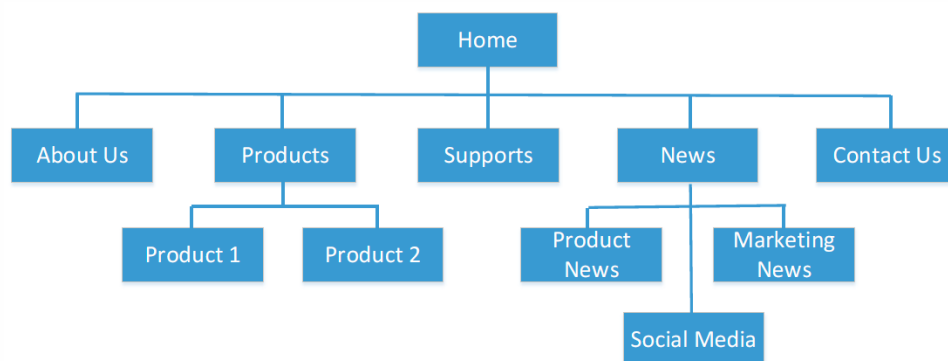 Home
About Us
Products
Supports
News
Contact Us
Product 1
Product 2
Product
News
Marketing
News
Social Media